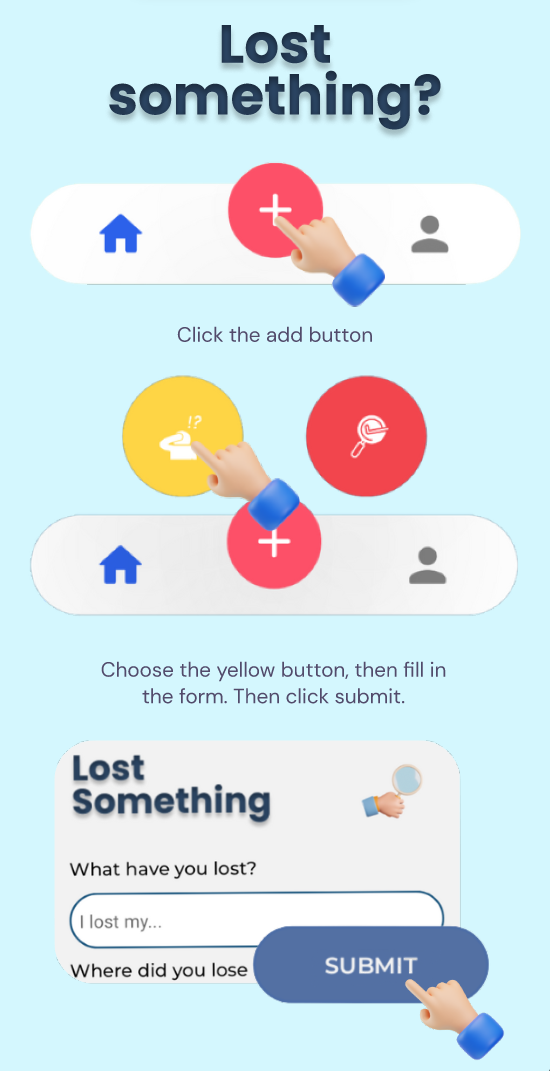 Lost
something?
Click the add button
!?
Choose the yellow button, then fill in
the form. Then click submit.
Lost
Something
What have you lost?
I lost my...
Where did you lose
SUBMIT